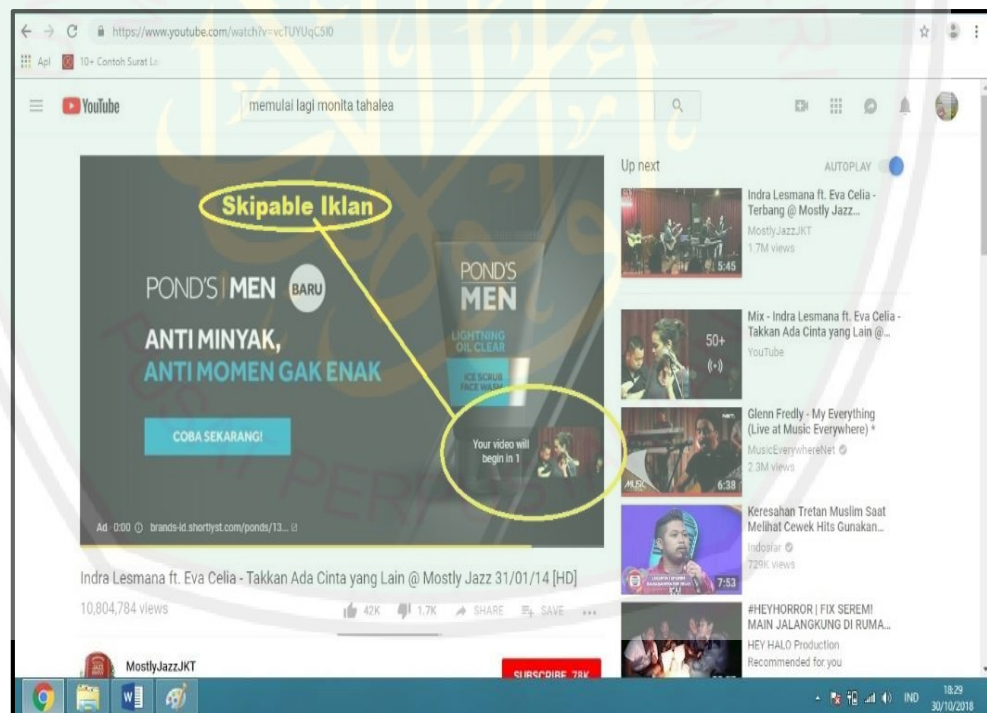 https://www.youtube.com/watch?v=vcTUYUqC5I0
Apl
10+ Contoh Surat La
YouTube
memulai lagi monita tahalea
Skipable Iklan
POND'S MEN BARU
ANTI MINYAK,
ANTI MOMEN GAK ENAK
COBA SEKARANG!
POND'S
MEN
LIGHTNING
OIL CLEAR
ICE SCRUB
FACE WASH
Your video will
begin in 1
Ad · 0:00 brands-id.shortlyst.com/ponds/13...
Indra Lesmana ft. Eva Celia - Takkan Ada Cinta yang Lain @ Mostly Jazz 31/01/14 [HD]
10,804,784 views
42K 1.7K SHARE SAVE
MostlyJazzJKT
SUBSCRIBE 78K
Up next AUTOPLAY
Indra Lesmana ft. Eva Celia -
Terbang @ Mostly Jazz...
MostlyJazzJKT
1.7M views
5:45
Mix - Indra Lesmana ft. Eva Celia -
Takkan Ada Cinta yang Lain @...
YouTube
50+
Glenn Fredly - My Everything
(Live at Music Everywhere) *
MusicEverywhereNet
2.3M views
MUSIC
6:38
Keresahan Tretan Muslim Saat
Melihat Cewek Hits Gunakan...
Indosiar
729K views
7:53
#HEYHORROR | FIX SEREM!
MAIN JALANGKUNG DI RUMA...
HEY HALO Production
Recommended for you
IND
18:29
30/10/2018